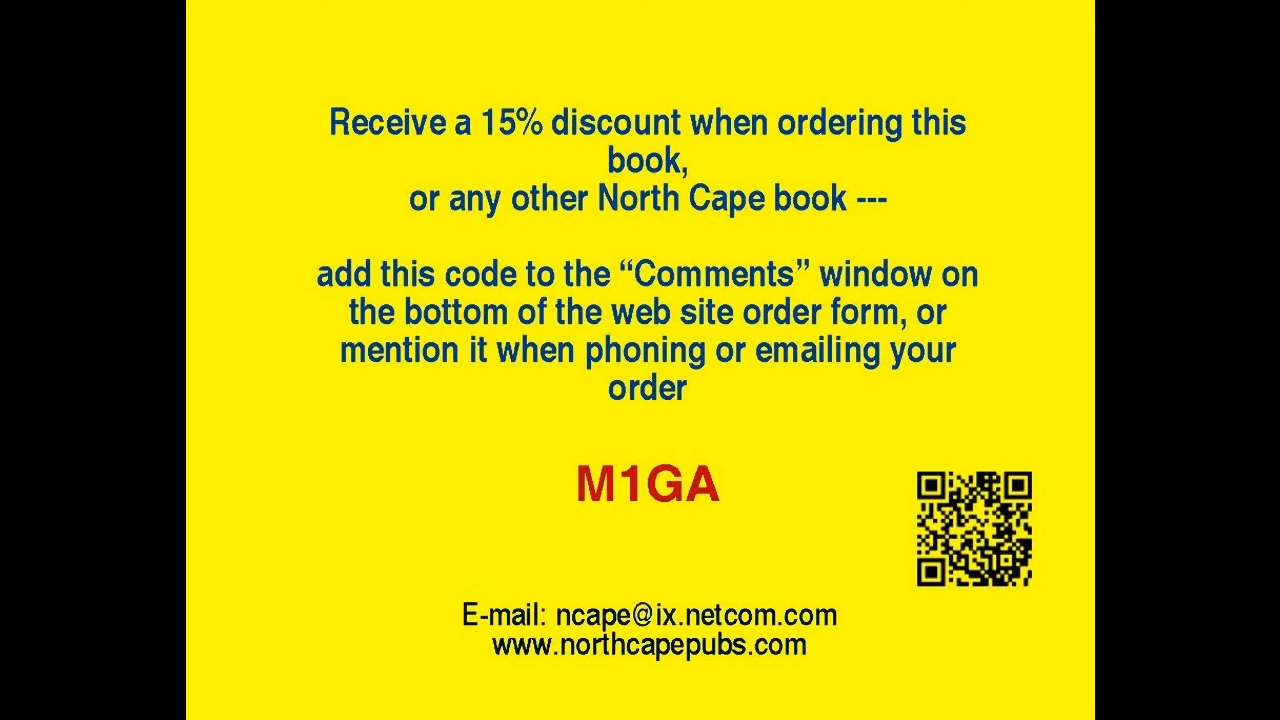 Receive a 15% discount when ordering this
book,
or any other North Cape book ---
add this code to the “Comments” window on
the bottom of the web site order form, or
mention it when phoning or emailing your
order
M1GA
E-mail: ncape@ix.netcom.com
www.northcapepubs.com